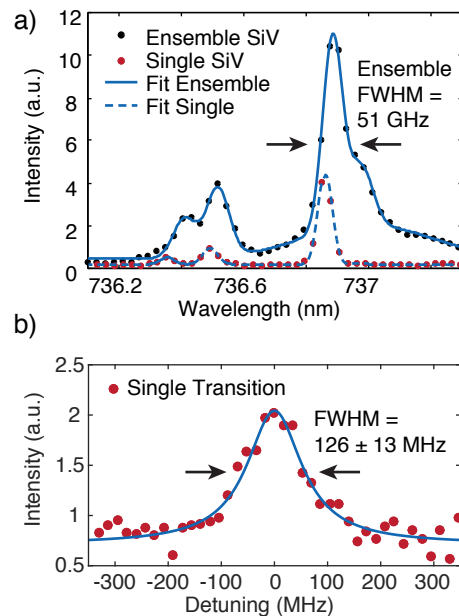 a)
Ensemble SiV
Single SiV
Fit Ensemble
Fit Single
Ensemble
FWHM =
51 GHz
Intensity (a.u.)
12
10
8
6
4
2
0
736.2
736.6
737
Wavelength (nm)
b)
Single Transition
FWHM =
126 ± 13 MHz
Intensity (a.u.)
2.5
2
1.5
1
0.5
-300
-200
-100
0
100
200
300
Detuning (MHz)